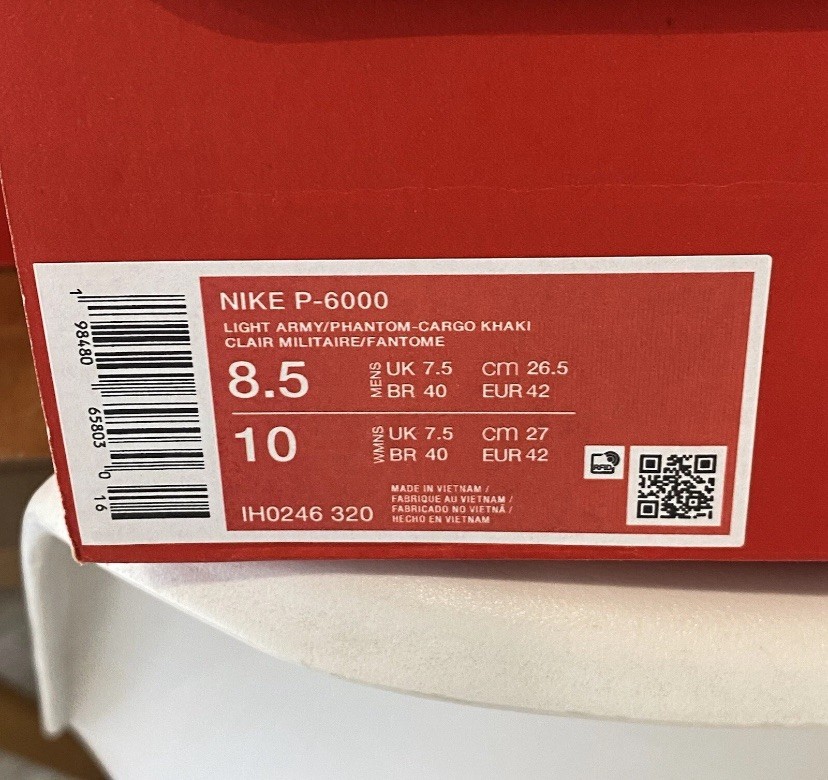 NIKE P-6000
LIGHT ARMY/PHANTOM-CARGO KHAKI
CLAIR MILITAIRE/FANTOME
8.5
MENS
UK 7.5 cm 26.5
BR 40 EUR 42
10
WMNS
UK 7.5 cm 27
BR 40 EUR 42
IH0246 320
MADE IN VIETNAM /
FABRIQUE AU VIETNAM /
FABRICADO NO VIETNÃ /
HECHO EN VIETNAM
RFID
1 98480 65803 0 16